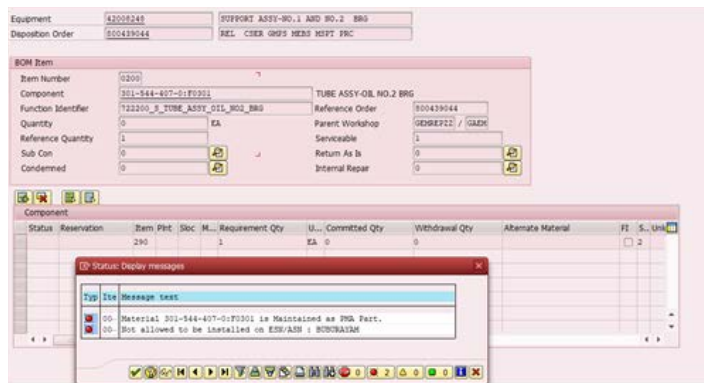 Equipment 42008248 SUPPORT ASSY-NO.1 AND NO.2 BRG
Disposition Order 800439044 REL CSER GMPS MEBS MSPT PRC
BOM Item
Item Number 0200
Component 301-544-407-0:F0301 TUBE ASSY-OIL NO.2 BRG
Function Identifier 722200_S_TUBE_ASSY_OIL_NO2_BRG Reference Order 800439044
Quantity 0 EA Parent Workshop GEMREPZZ / GAEM
Reference Quantity 1 Serviceable 1
Sub Con 0 Return As Is 0
Condemned 0 Internal Repair 0
Component
Status Reservation Item Plnt Sloc M... Requirement Qty U... Committed Qty Withdrawal Qty Alternate Material FI S.. Unl
290 1 EA 0 0 2
Status: Display messages
Typ Ite Message text
00- Material 301-544-407-0:F0301 is Maintained as PMA Part.
00- Not allowed to be installed on ESN/ASN :
0 2 0 0